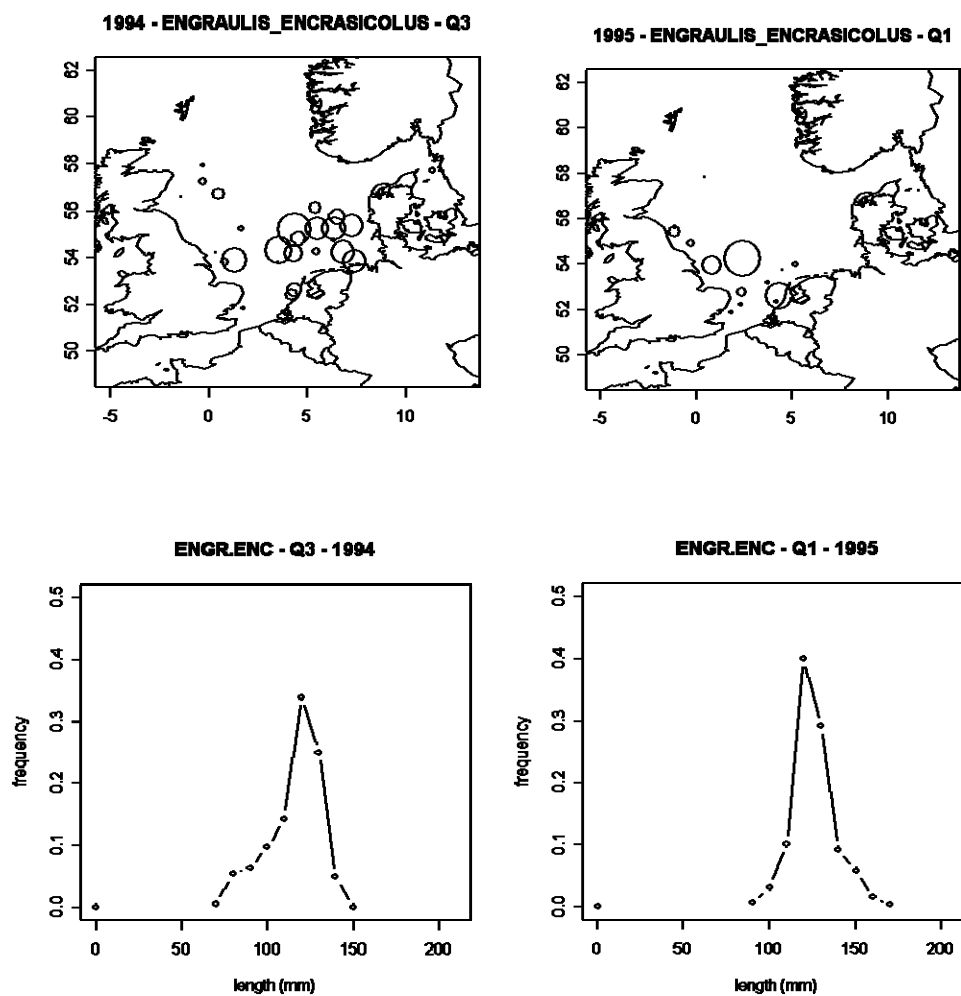 1994 - ENGRAULIS_ENCRASICOLUS - Q3
62
60
58
56
54
52
50
-5 0 5 10
1995 - ENGRAULIS_ENCRASICOLUS - Q1
62
60
58
56
54
52
50
-5 0 5 10
ENGR.ENC - Q3 - 1994
frequency
0.5
0.4
0.3
0.2
0.1
0.0
0 50 100 150 200
length (mm)
ENGR.ENC - Q1 - 1995
frequency
0.5
0.4
0.3
0.2
0.1
0.0
0 50 100 150 200
length (mm)